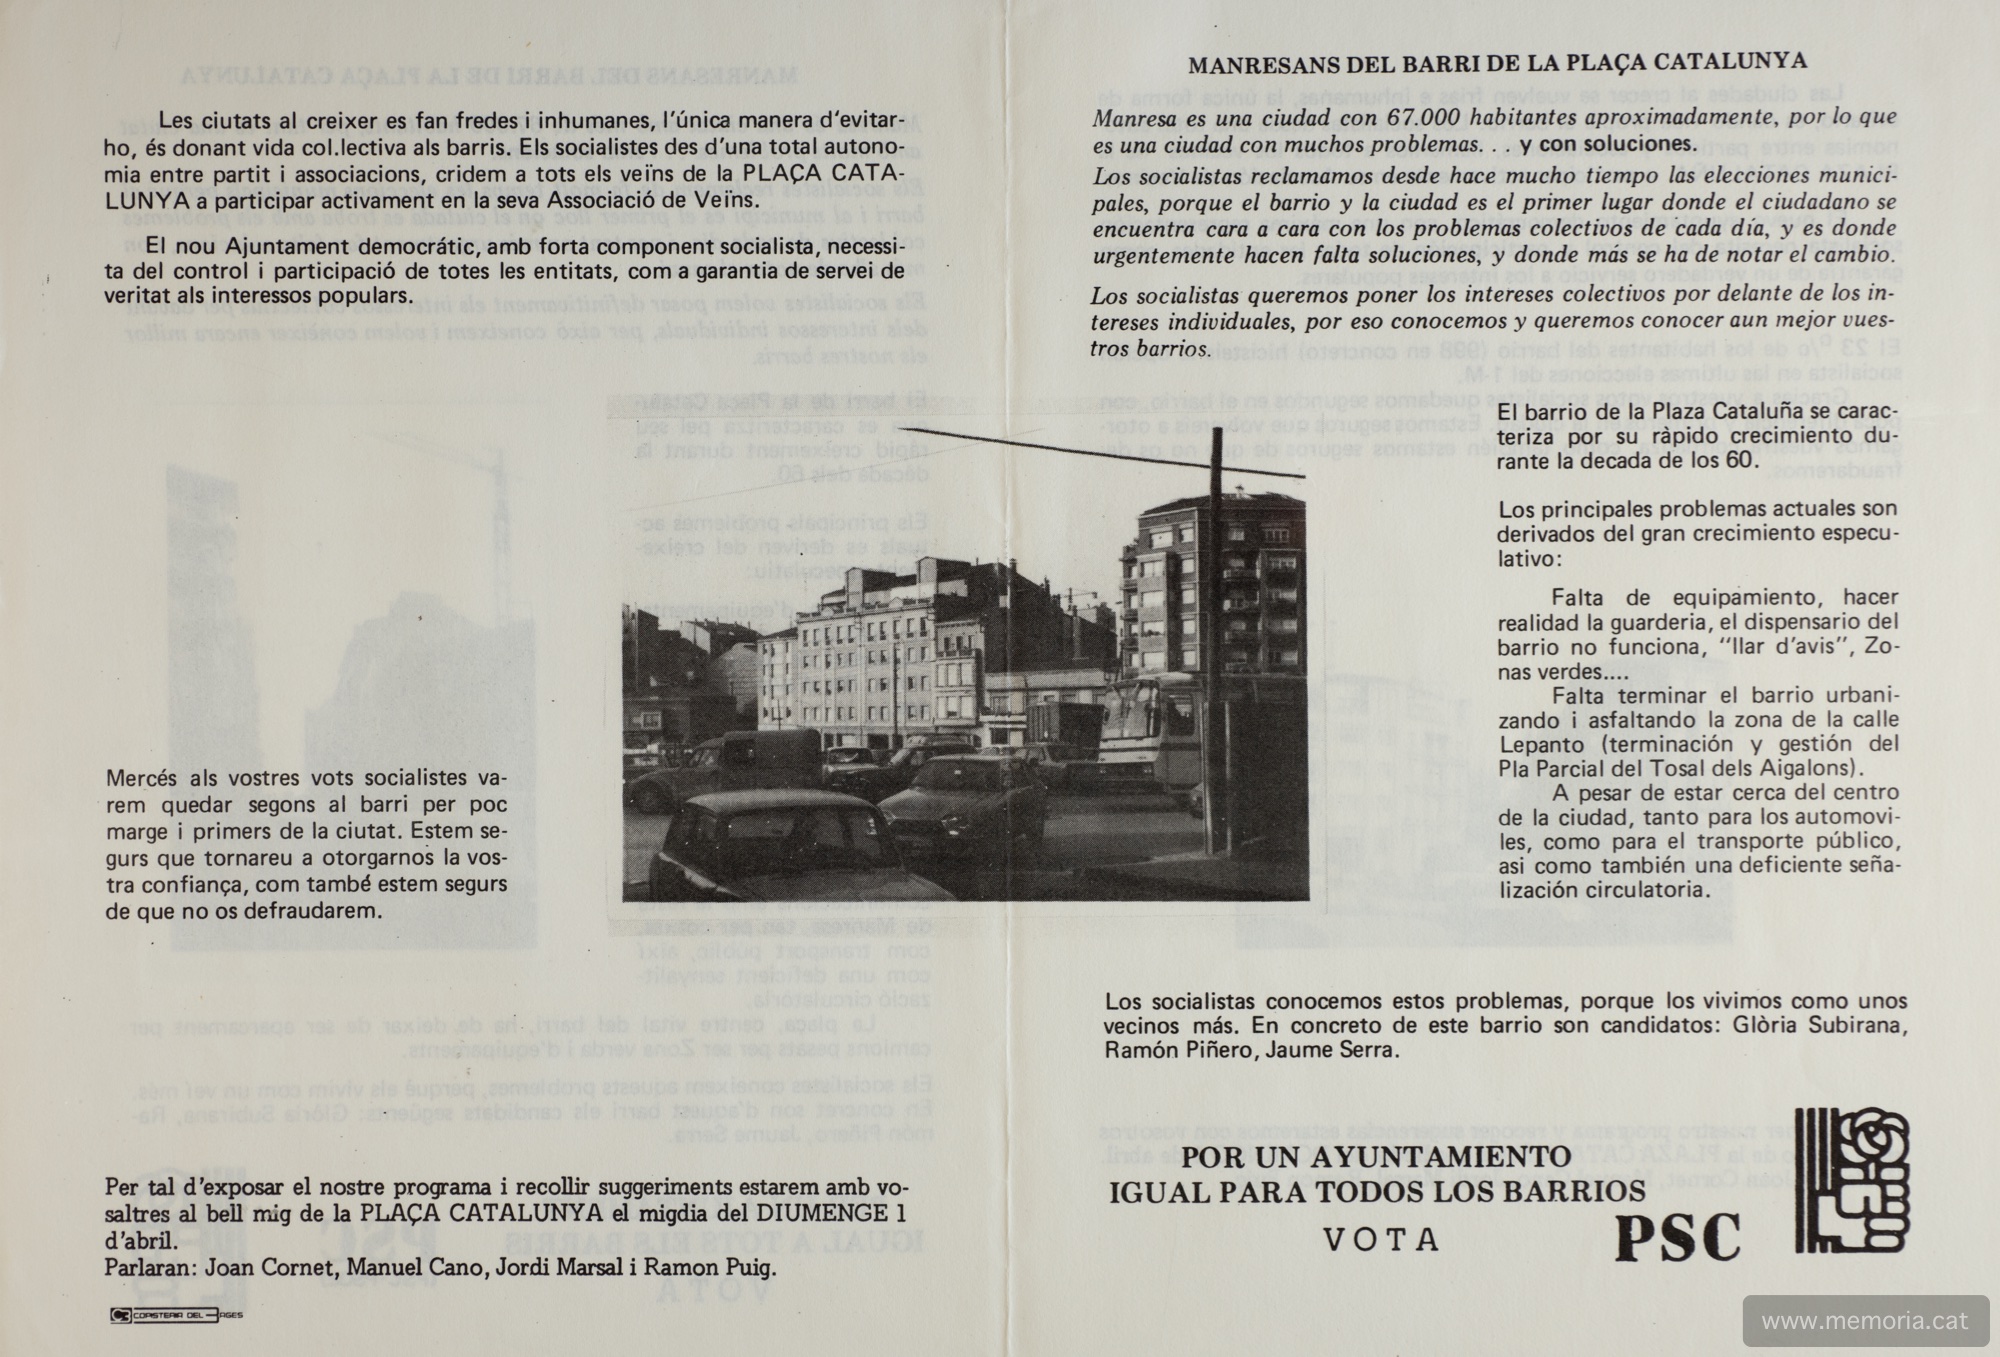 Les ciutats al creixer es fan fredes i inhumanes, l'única manera d'evitar-
ho, és donant vida col.lectiva als barris. Els socialistes des d'una total autono-
mia entre partit i associacions, cridem a tots els veïns de la PLAÇA CATA-
LUNYA a participar activament en la seva Associació de Veïns.
El nou Ajuntament democrátic, amb forta component socialista, necessi-
ta del control i participació de totes les entitats, com a garantia de servei de
veritat als interessos populars.
Mercés als vostres vots socialistes va-
rem quedar segons al barri per poc
marge i primers de la ciutat. Estem se-
gurs que tornareu a otorgarnos la vos-
tra confiança, com també estem segurs
de que no os defraudarem.
Per tal d'exposar el nostre programa i recollir suggeriments estarem amb vo-
saltres al bell mig de la PLAÇA CATALUNYA el migdia del DIUMENGE 1
d'abril.
Parlaran: Joan Cornet, Manuel Cano, Jordi Marsal i Ramon Puig.
COPISTERIA DEL BAGES
MANRESANS DEL BARRI DE LA PLAÇA CATALUNYA
Manresa es una ciudad con 67.000 habitantes aproximadamente, por lo que
es una ciudad con muchos problemas. . . y con soluciones.
Los socialistas reclamamos desde hace mucho tiempo las elecciones munici-
pales, porque el barrio y la ciudad es el primer lugar donde el ciudadano se
encuentra cara a cara con los problemas colectivos de cada día, y es donde
urgentemente hacen falta soluciones, y donde más se ha de notar el cambio.
Los socialistas queremos poner los intereses colectivos por delante de los in-
tereses individuales, por eso conocemos y queremos conocer aun mejor vues-
tros barrios.
El barrio de la Plaza Cataluña se carac-
teriza por su ràpido crecimiento du-
rante la decada de los 60.
Los principales problemas actuales son
derivados del gran crecimiento especu-
lativo:
Falta de equipamiento, hacer
realidad la guarderia, el dispensario del
barrio no funciona, "llar d'avis", Zo-
nas verdes....
Falta terminar el barrio urbani-
zando i asfaltando la zona de la calle
Lepanto (terminación y gestión del
Pla Parcial del Tosal dels Aigalons).
A pesar de estar cerca del centro
de la ciudad, tanto para los automovi-
les, como para el transporte público,
asi como también una deficiente seña-
lización circulatoria.
Los socialistas conocemos estos problemas, porque los vivimos como unos
vecinos más. En concreto de este barrio son candidatos: Glòria Subirana,
Ramón Piñero, Jaume Serra.
POR UN AYUNTAMIENTO
IGUAL PARA TODOS LOS BARRIOS
VOTA
PSC
www.memoria.cat